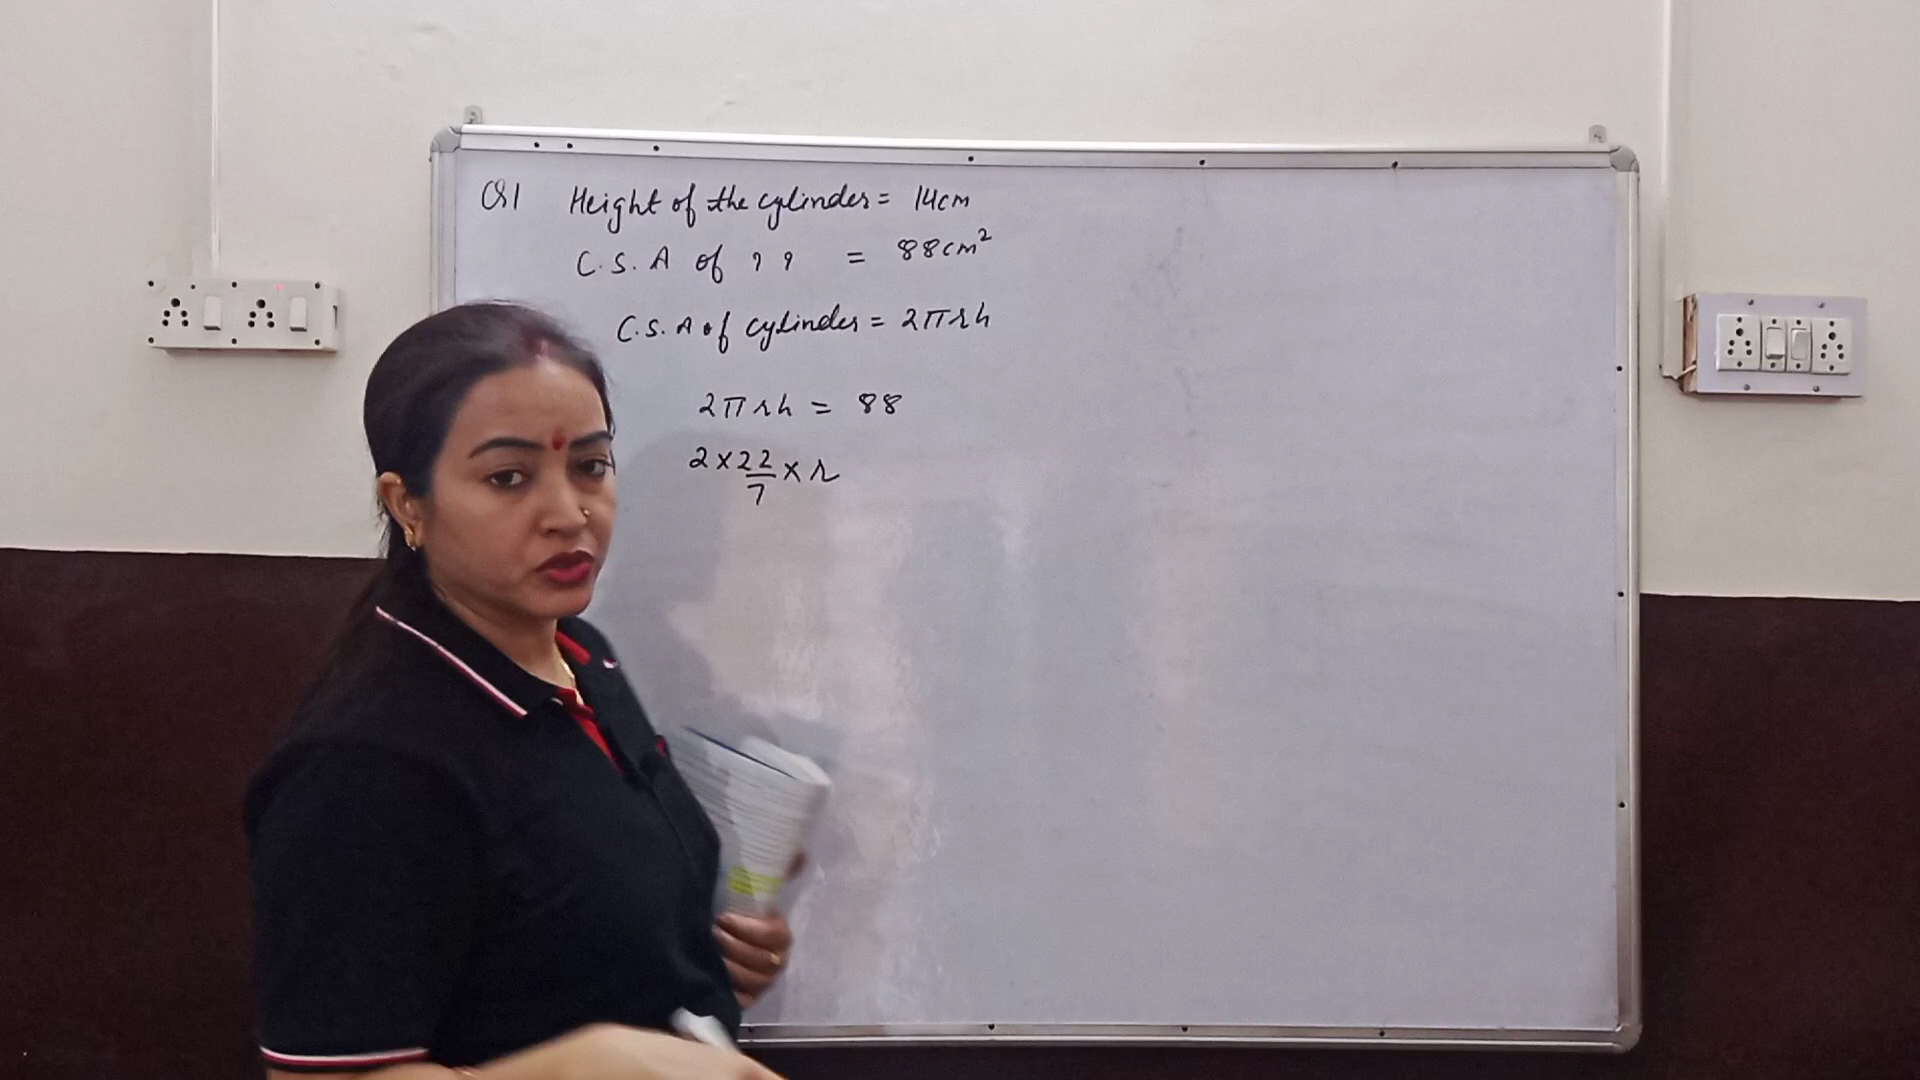 Q1 Height of the cylinder = 14cm
C.S.A of ,, = 88cm²
C.S.A of cylinder = 2πrh
2πrh = 88
2 × 22/7 × r